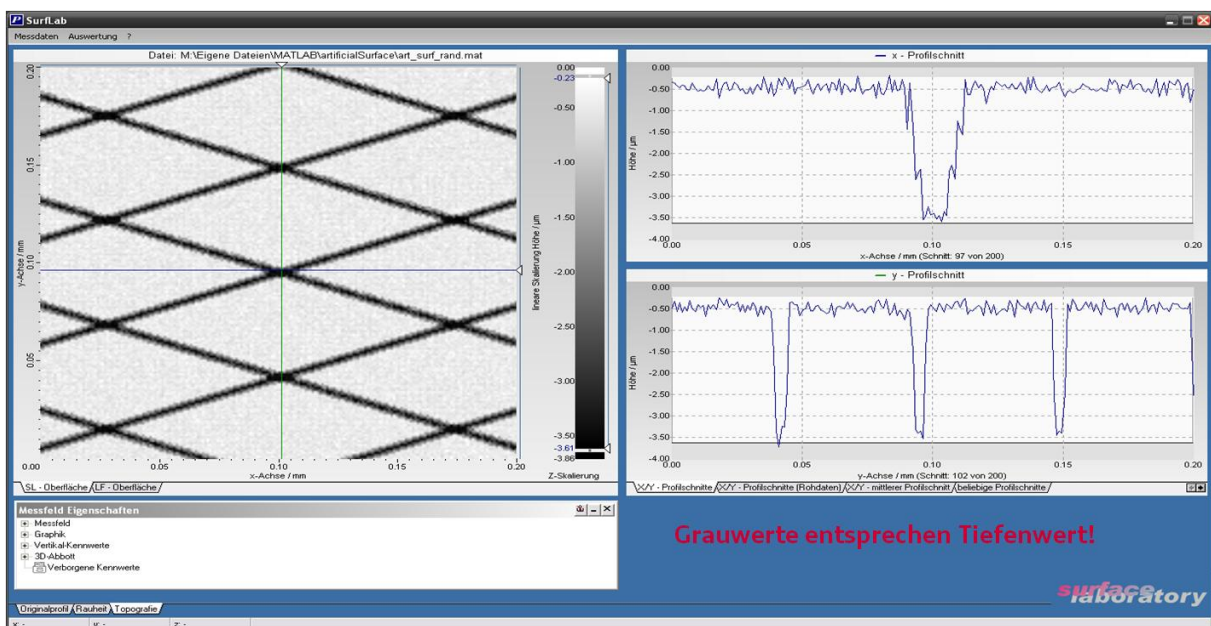 SurfLab
Messdaten Auswertung ?
Datei: M:\Eigene Dateien\MATLAB\artificialSurface\art_surf_rand.mat
0.20
0.15
0.10
0.05
y-Achse / mm
0.00 0.05 0.10 0.15 0.20
x-Achse / mm
0.00
-0.23
-0.50
-1.00
-1.50
-2.00
-2.50
-3.00
-3.50
-3.61
-3.86
lineare Skalierung Höhe / µm
Z-Skalierung
SL - Oberfläche LF - Oberfläche
x - Profilschnitt
0.00
-0.50
-1.00
-1.50
-2.00
-2.50
-3.00
-3.50
-4.00
Höhe / µm
0.00 0.05 0.10 0.15 0.20
x-Achse / mm (Schnitt: 97 von 200)
y - Profilschnitt
0.00
-0.50
-1.00
-1.50
-2.00
-2.50
-3.00
-3.50
-4.00
Höhe / µm
0.00 0.05 0.10 0.15 0.20
y-Achse / mm (Schnitt: 102 von 200)
X/Y - Profilschnitte X/Y - Profilschnitte (Rohdaten) X/Y - mittlerer Profilschnitt beliebige Profilschnitte
Messfeld Eigenschaften
Messfeld
Graphik
Vertikal-Kennwerte
3D-Abbott
Verborgene Kennwerte
Grauwerte entsprechen Tiefenwert!
surface
laboratory
Originalprofil Rauheit Topografie
x: - y: - z: -